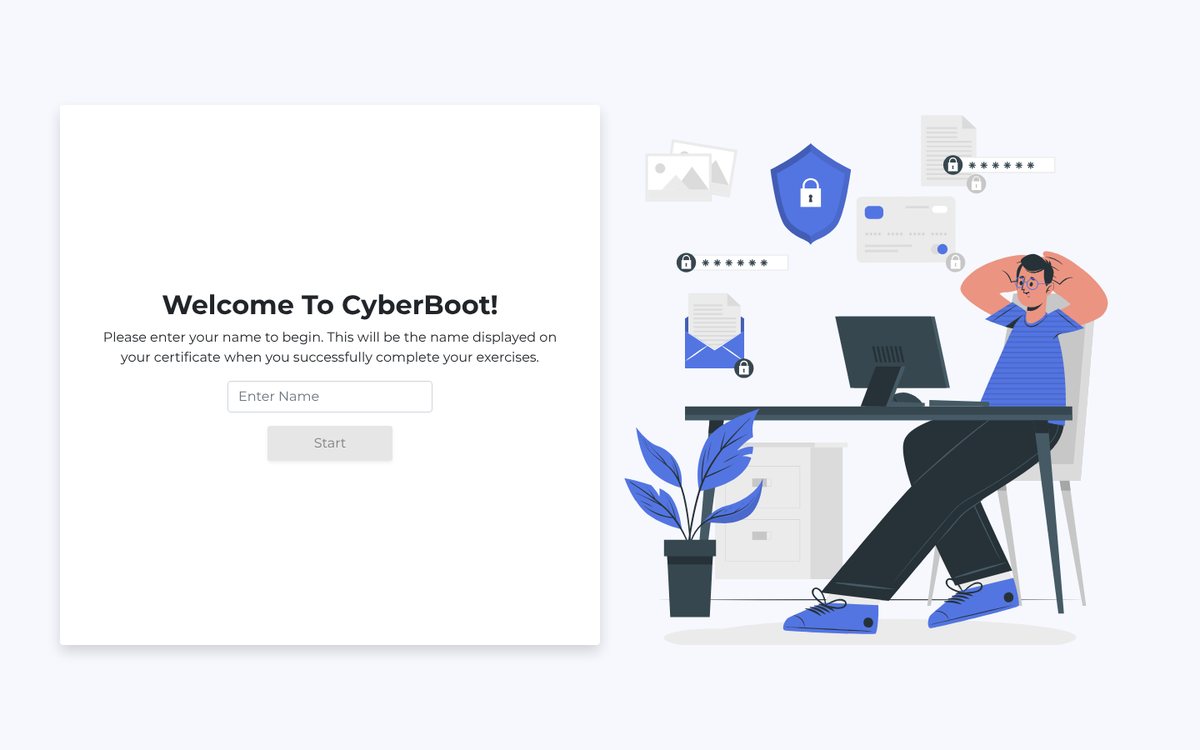 Welcome To CyberBoot!
Please enter your name to begin. This will be the name displayed on
your certificate when you successfully complete your exercises.
Enter Name
Start